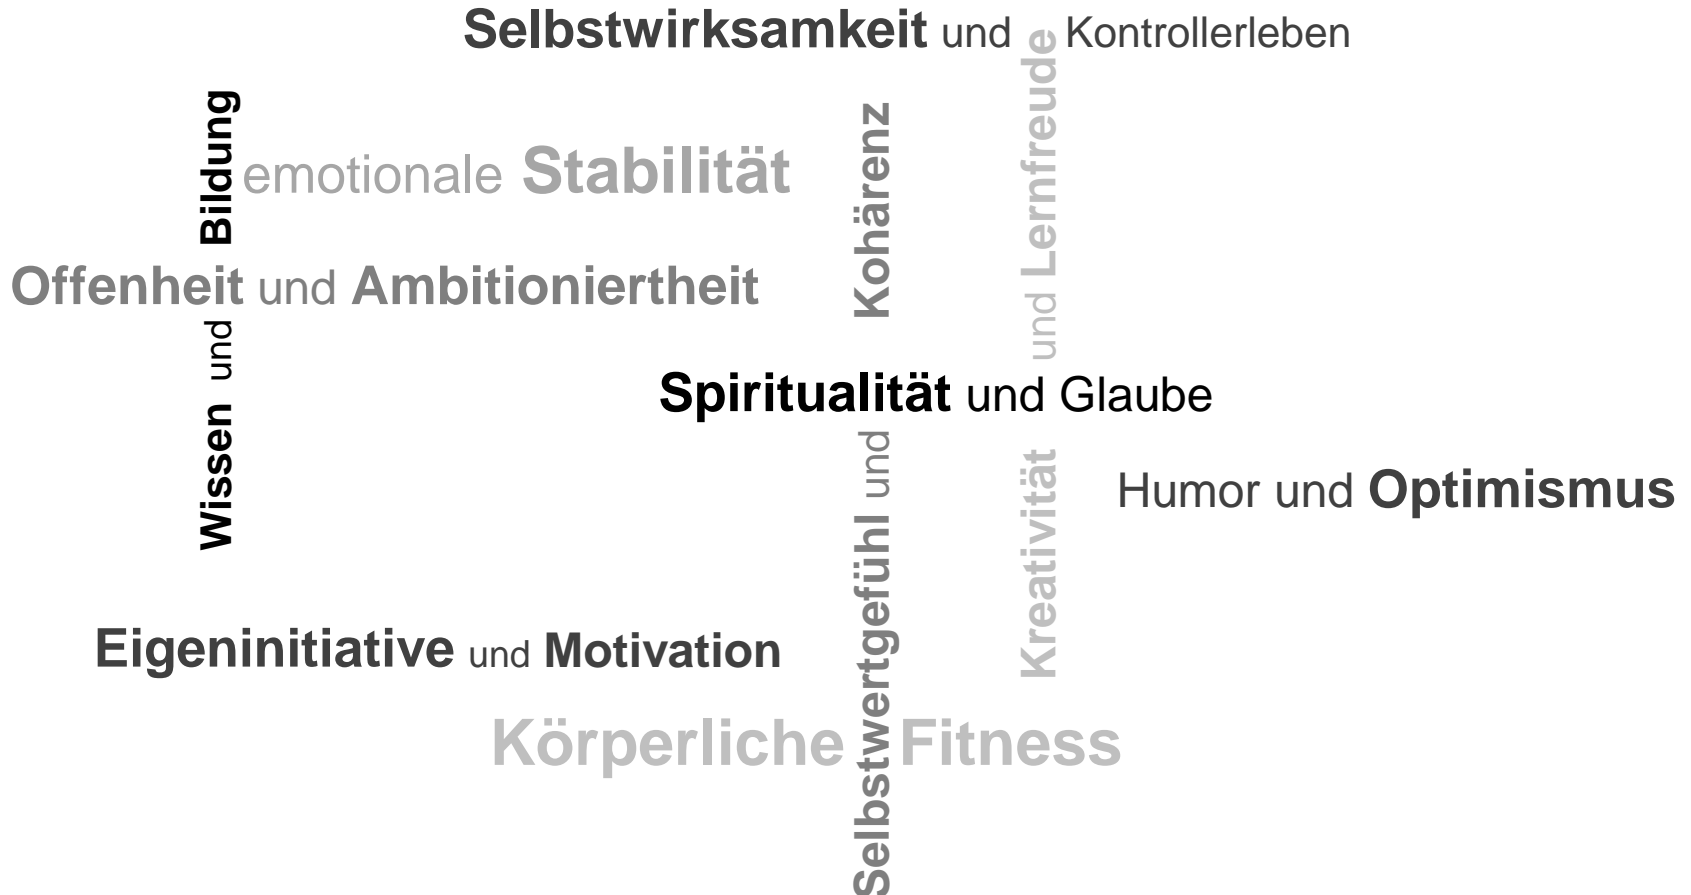 Selbstwirksamkeit und Kontrollerleben
Wissen und Bildung
emotionale Stabilität
Offenheit und Ambitioniertheit
Selbstwertgefühl und Kohärenz
Kreativität und Lernfreude
Spiritualität und Glaube
Humor und Optimismus
Eigeninitiative und Motivation
Körperliche Fitness